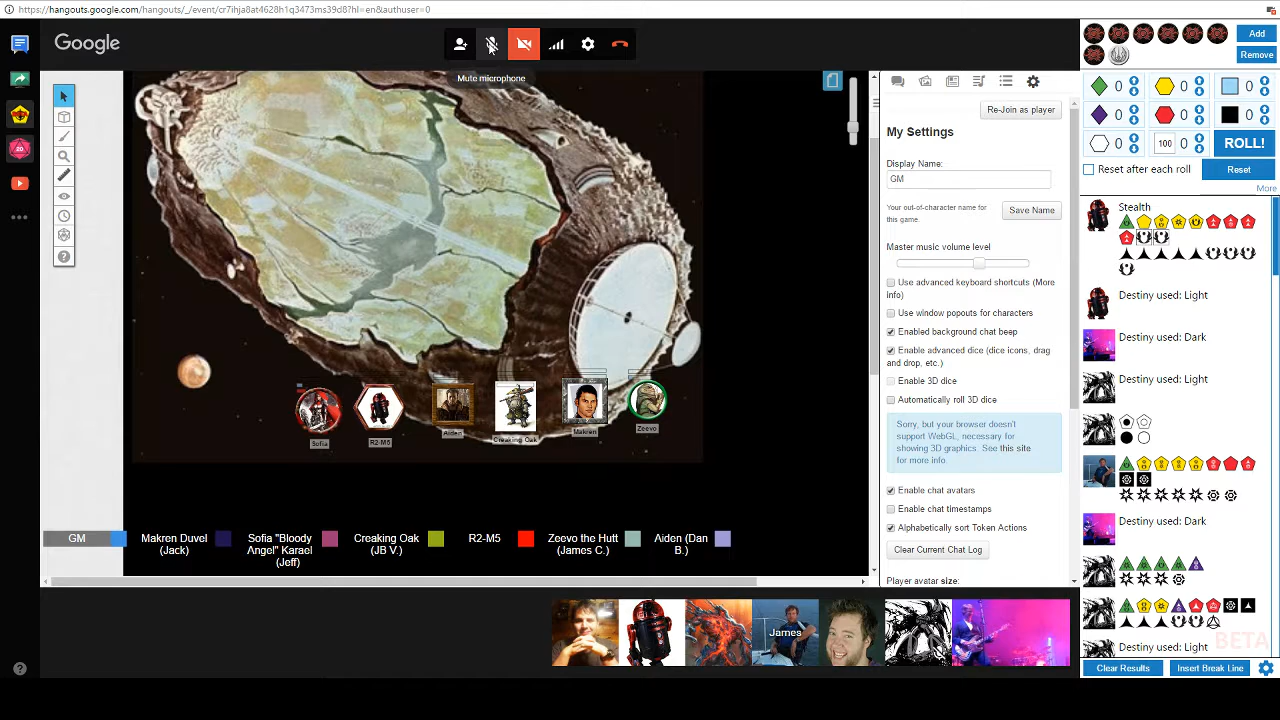 https://hangouts.google.com/hangouts/_/event/cr7ihja8at4628h1q3473ms39d8?hl=en&authuser=0
Google
Mute microphone
Add
Remove
0 0 0
0 0 0
0 100 0 ROLL!
Reset after each roll Reset
More
Re-Join as player
My Settings
Display Name:
GM
Your out-of-character name for
this game.
Save Name
Master music volume level
Use advanced keyboard shortcuts (More
Info)
Use window popouts for characters
Enabled background chat beep
Enable advanced dice (dice icons, drag
and drop, etc.)
Enable 3D dice
Automatically roll 3D dice
Sorry, but your browser doesn't
support WebGL, necessary for
showing 3D graphics. See this site
for more info.
Enable chat avatars
Enable chat timestamps
Alphabetically sort Token Actions
Clear Current Chat Log
Player avatar size:
Stealth
Destiny used: Light
Destiny used: Dark
Destiny used: Light
Destiny used: Dark
Destiny used: Light
BETA
Clear Results Insert Break Line
20
Sofia
R2-M5
Aiden
Creaking Oak
Makren
Zeevo
GM
Makren Duvel
(Jack)
Sofia "Bloody
Angel" Karael
(Jeff)
Creaking Oak
(JB V.)
R2-M5
Zeevo the Hutt
(James C.)
Aiden (Dan
B.)
James